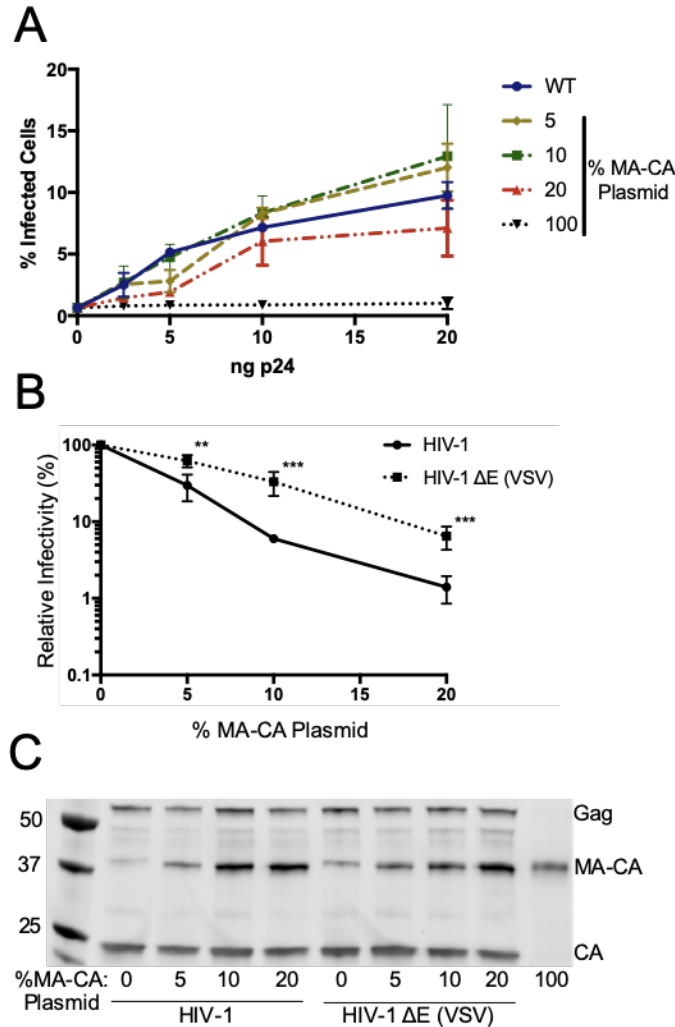 A
20
15
10
5
0
% Infected Cells
0 5 10 15 20
ng p24
WT
5
10
20
100
% MA-CA
Plasmid
B
100
10
1
0.1
Relative Infectivity (%)
** *** ***
HIV-1
HIV-1 ΔE (VSV)
0 5 10 15 20
% MA-CA Plasmid
C
50
37
25
Gag
MA-CA
CA
%MA-CA: 0 5 10 20 0 5 10 20 100
Plasmid
HIV-1 HIV-1 ΔE (VSV)